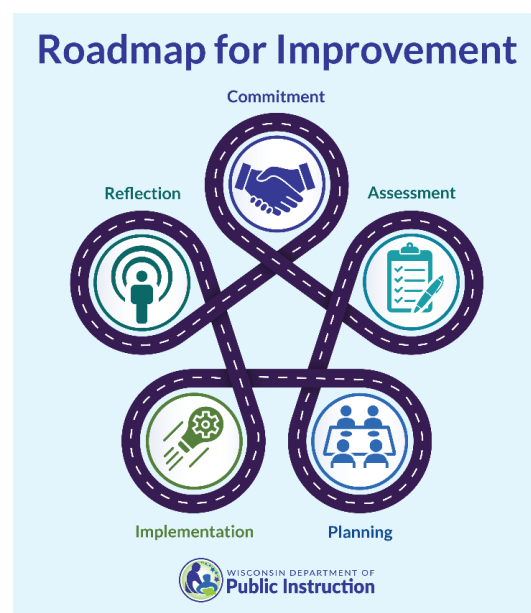 Roadmap for Improvement
Commitment
Reflection
Assessment
Implementation
Planning
WISCONSIN DEPARTMENT OF
Public Instruction